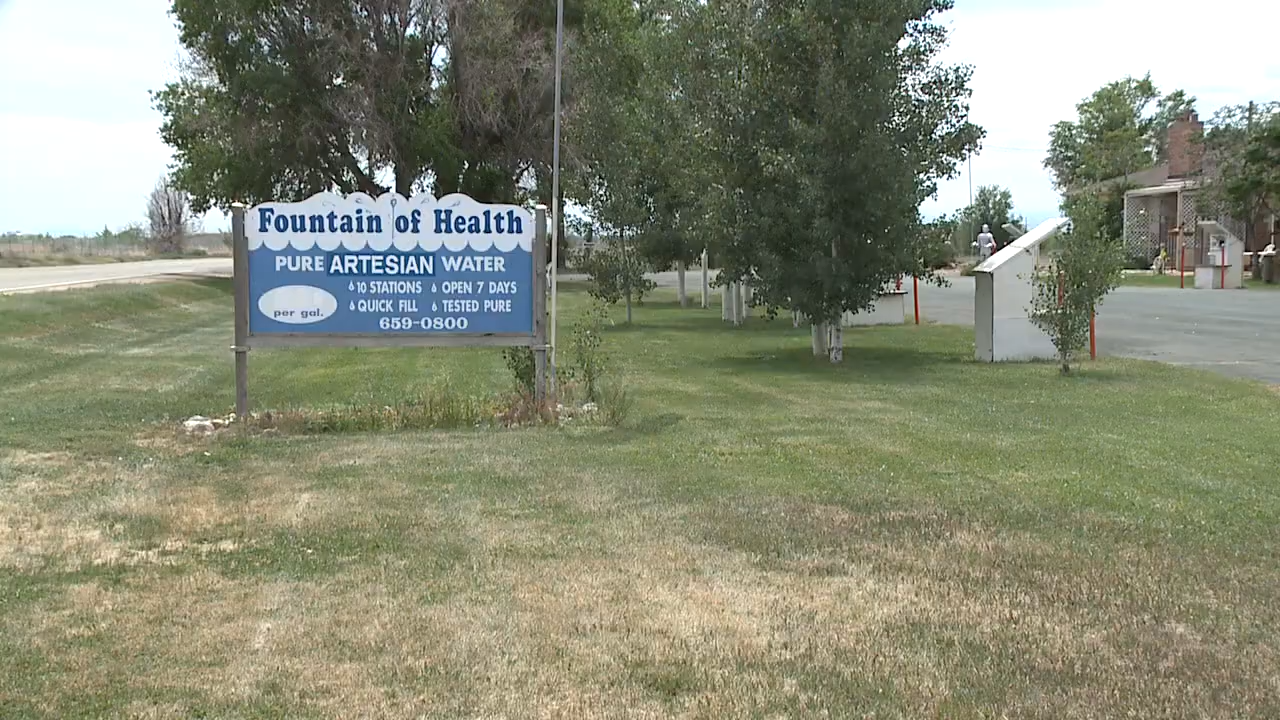 Fountain of Health
PURE ARTESIAN WATER
10 STATIONS OPEN 7 DAYS
QUICK FILL TESTED PURE
per gal.
659-0800